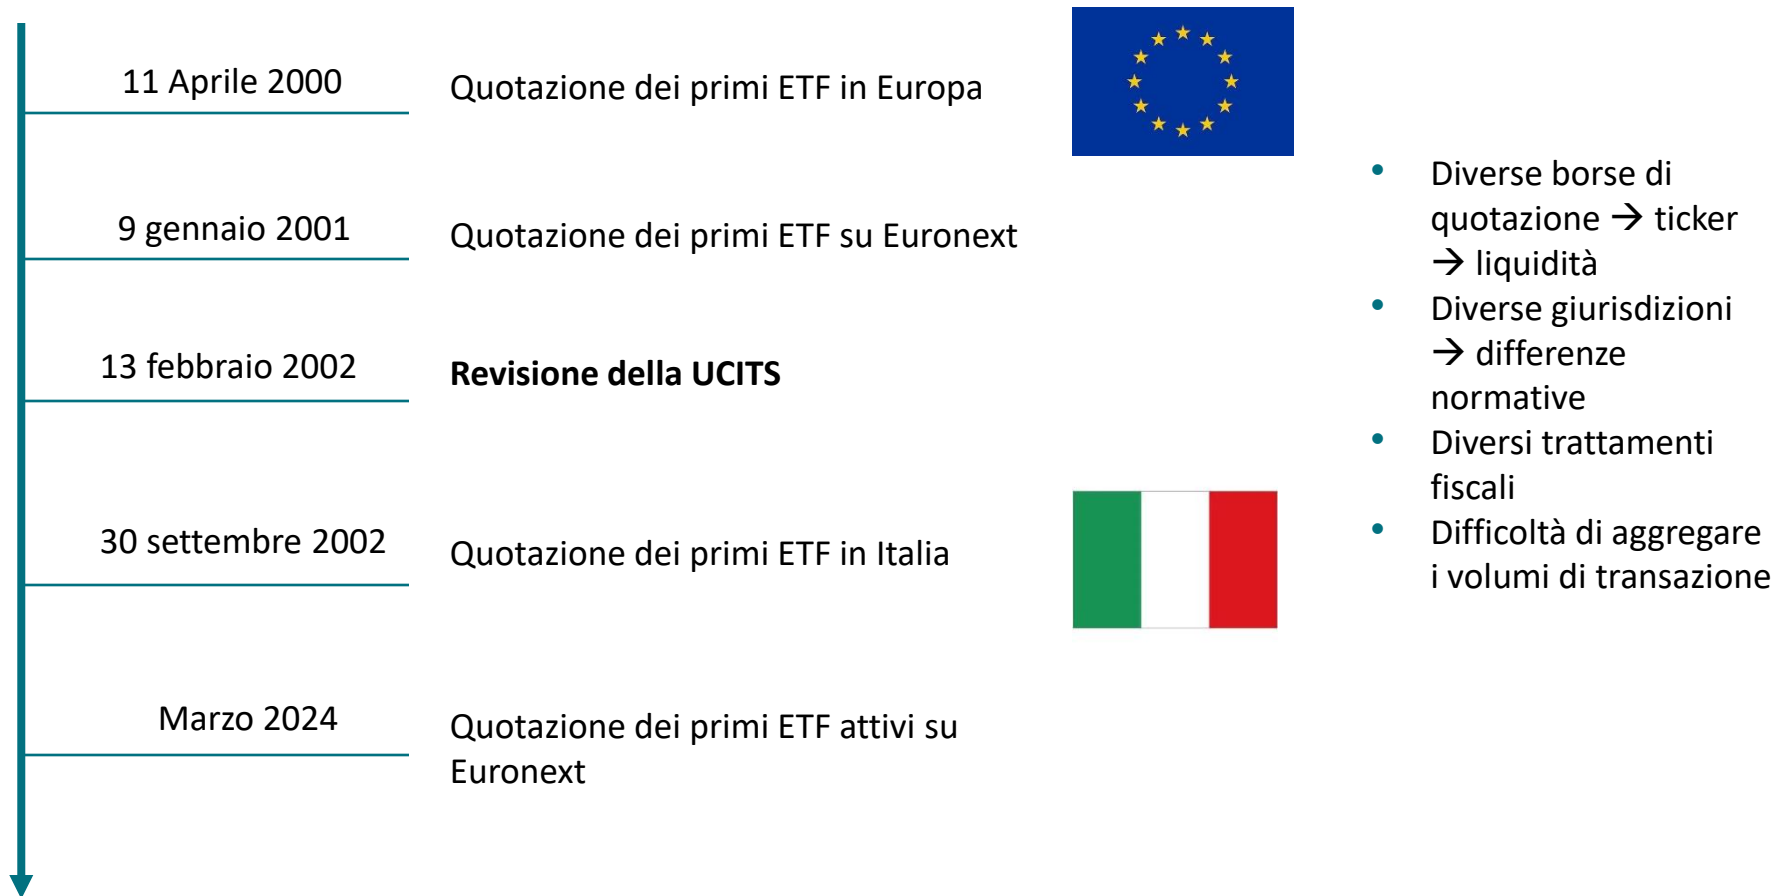 11 Aprile 2000
Quotazione dei primi ETF in Europa
9 gennaio 2001
Quotazione dei primi ETF su Euronext
13 febbraio 2002
Revisione della UCITS
30 settembre 2002
Quotazione dei primi ETF in Italia
Marzo 2024
Quotazione dei primi ETF attivi su
Euronext
• Diverse borse di
quotazione → ticker
→ liquidità
• Diverse giurisdizioni
→ differenze
normative
• Diversi trattamenti
fiscali
• Difficoltà di aggregare
i volumi di transazione